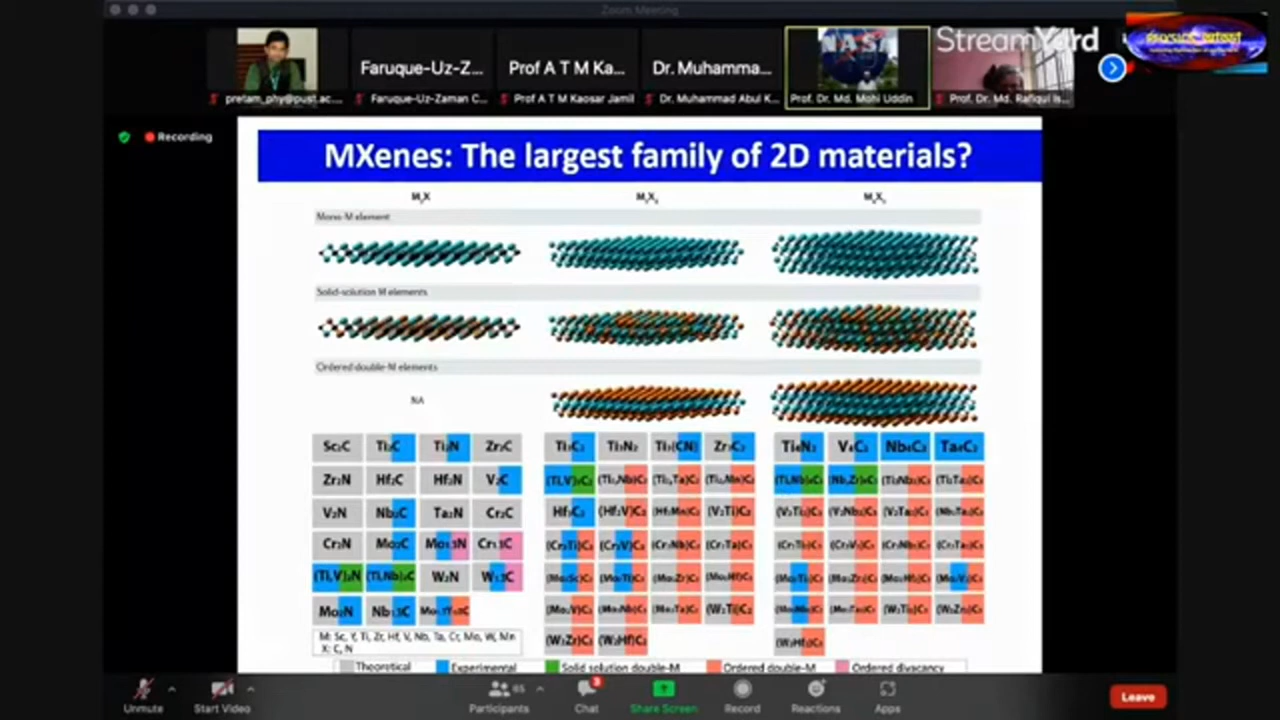 Zoom Meeting
StreamYard
NASA
Faruque-Uz-Z...
Prof A T M Ka...
Dr. Muhamma...
pretam_phy@pust.ac....
Faruque-Uz-Zaman C...
Prof A T M Kaosar Jamil
Dr. Muhammad Abul K...
Prof. Dr. Md. Mohi Uddin
Prof. Dr. Md. Rafiqul Is...
Recording
MXenes: The largest family of 2D materials?
M₂X M₃X₂ M₄X₃
Mono-M element
Solid-solution M elements
Ordered double-M elements
NA
Sc₂C Ti₂C Ti₂N Zr₂C
Zr₂N Hf₂C Hf₂N V₂C
V₂N Nb₂C Ta₂N Cr₂C
Cr₂N Mo₂C Mo₁.₃N Cr₁.₃C
(Ti,V)₂N (Ti,Nb)₂C W₂N W₁.₃C
Mo₂N Nb₁.₃C
Ti₃C₂ Ti₃N₂ Ti₃(CN) Zr₃C₂
(Ti,V)₃C₂ (Ti₂Nb)C₂ (Ti₂Ta)C₂ (Ti₂Mn)C₂
Hf₃C₂ (Hf₂V)C₂ (Hf₂Mn)C₂ (V₂Ti)C₂
(Cr₂Ti)C₂ (Cr₂V)C₂ (Cr₂Nb)C₂ (Cr₂Ta)C₂
(Mo₂Sc)C₂ (Mo₂Ti)C₂ (Mo₂Zr)C₂ (Mo₂Hf)C₂
(Mo₂V)C₂ (Mo₂Nb)C₂ (Mo₂Ta)C₂ (W₂Ti)C₂
(W₂Zr)C₂ (W₂Hf)C₂
Ti₄N₃ V₄C₃ Nb₄C₃ Ta₄C₃
(Ti,Nb)₄C₃ (Nb,Zr)₄C₃ (Ti₂Nb₂)C₃ (Ti₂Ta₂)C₃
(V₂Ti₂)C₃ (V₂Nb₂)C₃ (V₂Ta₂)C₃ (Nb₂Ta₂)C₃
(Cr₂Ti₂)C₃ (Cr₂V₂)C₃ (Cr₂Nb₂)C₃ (Cr₂Ta₂)C₃
(Mo₂Ti₂)C₃ (Mo₂Zr₂)C₃ (Mo₂Hf₂)C₃ (Mo₂V₂)C₃
(Mo₂Nb₂)C₃ (Mo₂Ta₂)C₃ (W₂Ti₂)C₃ (W₂Zr₂)C₃
(W₂Hf₂)C₃
M: Sc, Y, Ti, Zr, Hf, V, Nb, Ta, Cr, Mo, W, Mn
X: C, N
Theoretical Experimental Solid solution double-M Ordered double-M Ordered divacancy
Unmute
Start Video
85
Participants
3
Chat
Share Screen
Record
Reactions
Apps
Leave